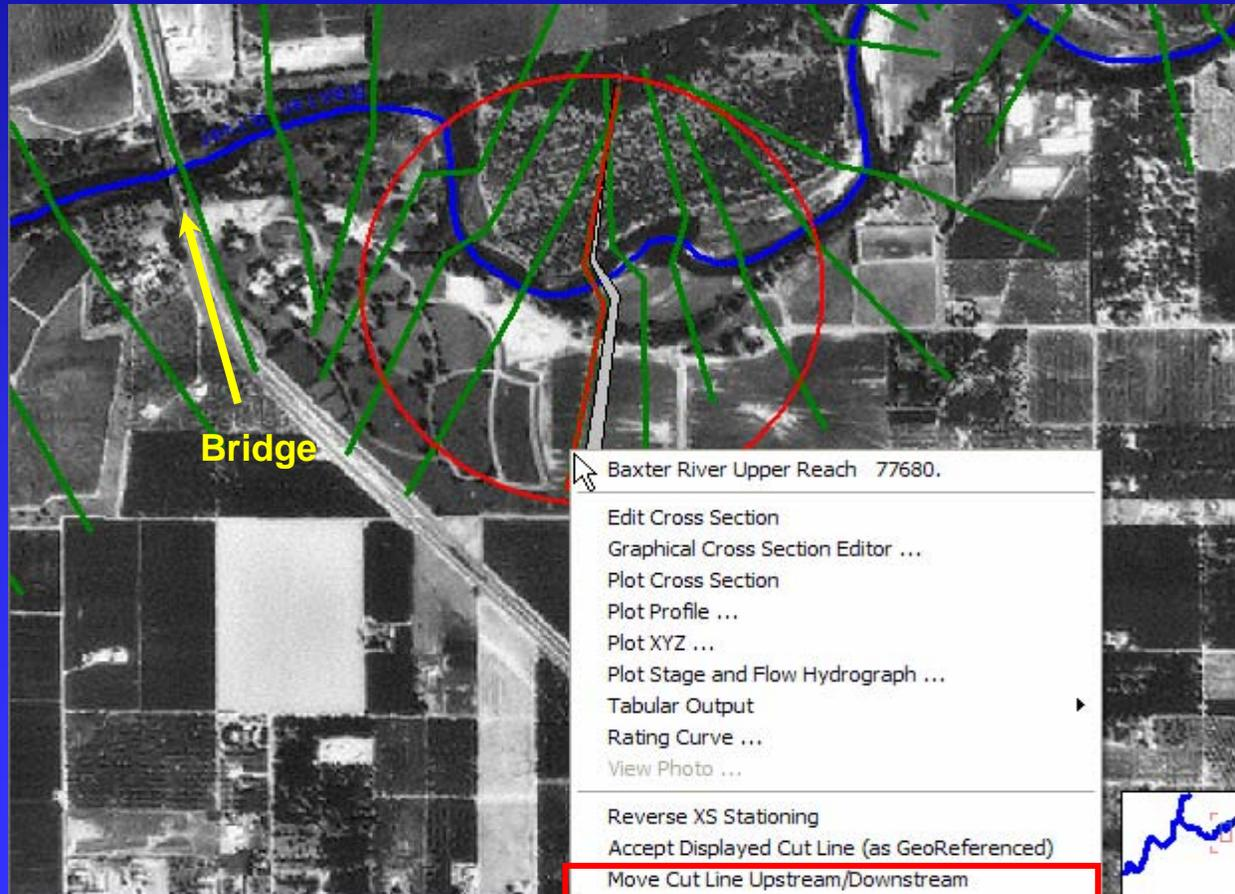 Bridge
Baxter River Upper Reach 77680.
Edit Cross Section
Graphical Cross Section Editor ...
Plot Cross Section
Plot Profile ...
Plot XYZ ...
Plot Stage and Flow Hydrograph ...
Tabular Output
Rating Curve ...
View Photo ...
Reverse XS Stationing
Accept Displayed Cut Line (as GeoReferenced)
Move Cut Line Upstream/Downstream